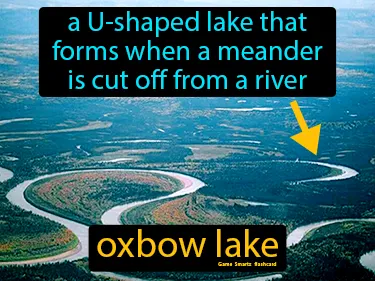 a U-shaped lake that
forms when a meander
is cut off from a river
oxbow lake
Game Smartz flashcard